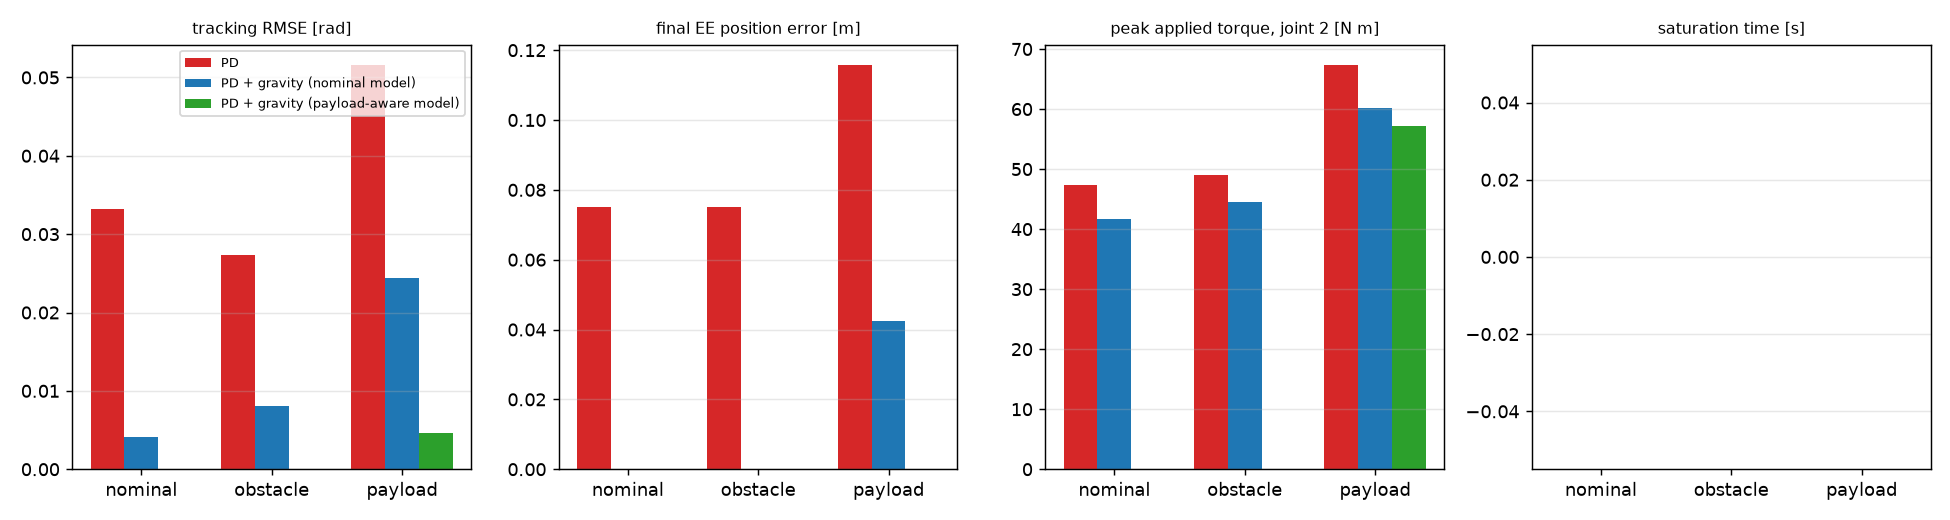 tracking RMSE [rad]
PD
PD + gravity (nominal model)
PD + gravity (payload-aware model)
0.05
0.04
0.03
0.02
0.01
0.00
nominal obstacle payload
final EE position error [m]
0.12
0.10
0.08
0.06
0.04
0.02
0.00
nominal obstacle payload
peak applied torque, joint 2 [N m]
70
60
50
40
30
20
10
0
nominal obstacle payload
saturation time [s]
0.04
0.02
0.00
−0.02
−0.04
nominal obstacle payload